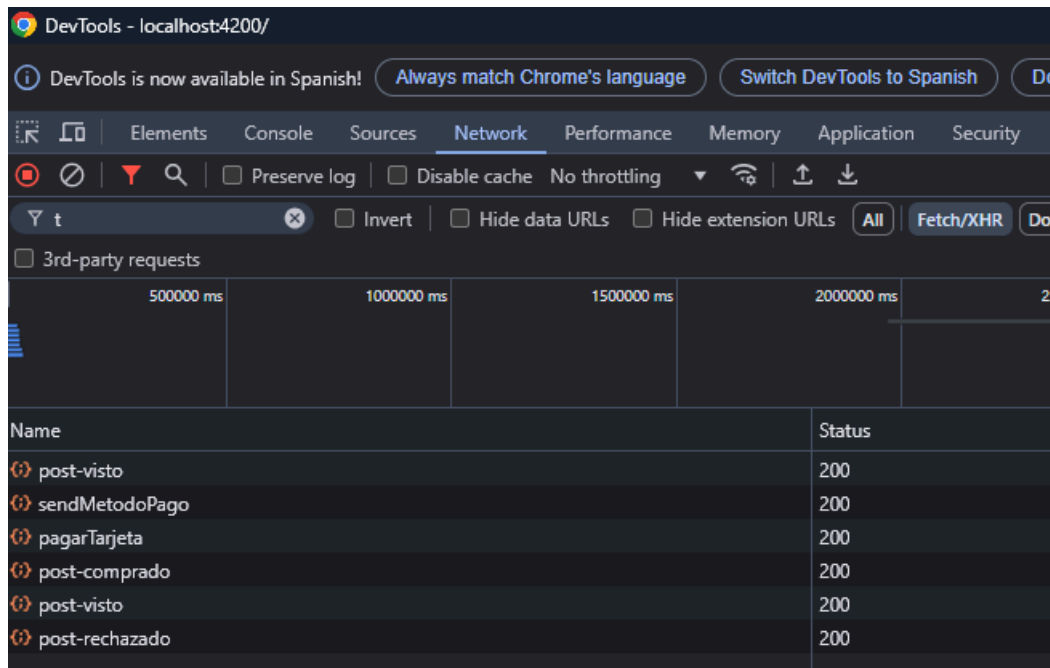 DevTools - localhost:4200/
DevTools is now available in Spanish! Always match Chrome's language Switch DevTools to Spanish
Elements Console Sources Network Performance Memory Application Security
Preserve log Disable cache No throttling
t Invert Hide data URLs Hide extension URLs All Fetch/XHR Do
3rd-party requests
500000 ms 1000000 ms 1500000 ms 2000000 ms 2
Name Status
post-visto 200
sendMetodoPago 200
pagarTarjeta 200
post-comprado 200
post-visto 200
post-rechazado 200